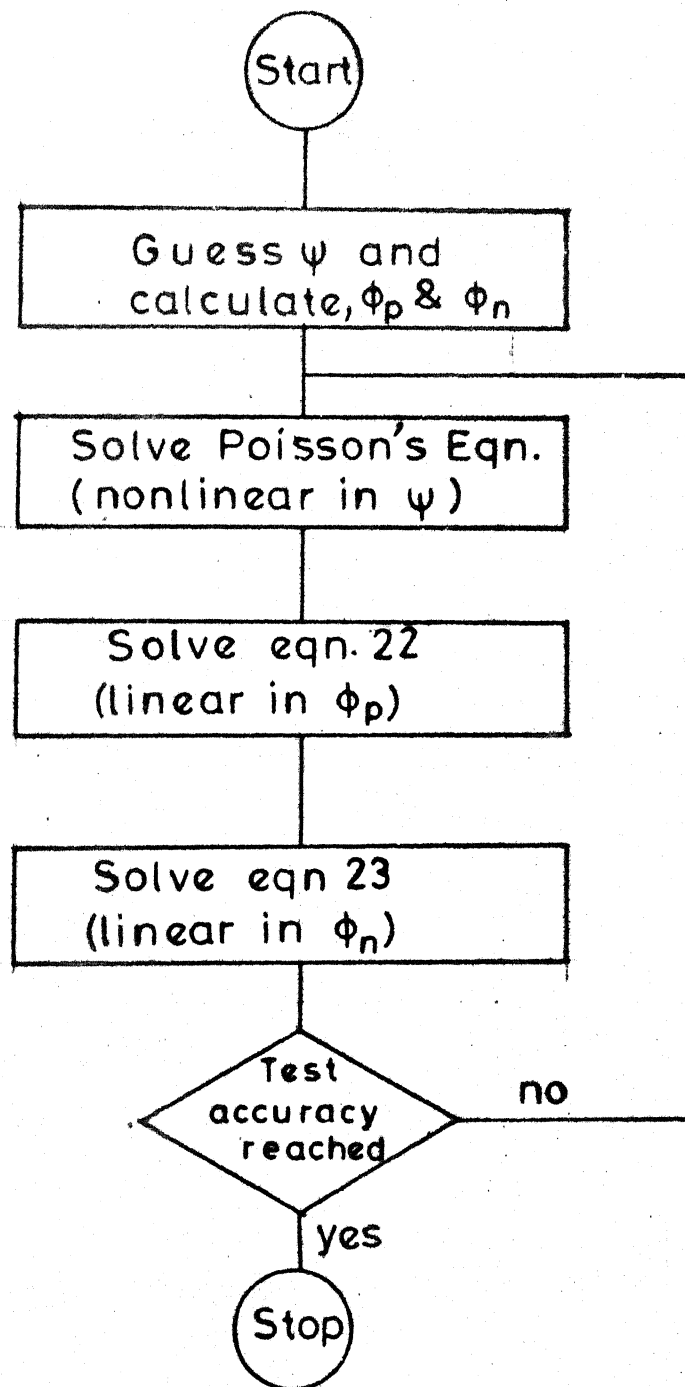 Start
Guess ψ and
calculate, ϕp & ϕn
Solve Poisson's Eqn.
(nonlinear in ψ)
Solve eqn. 22
(linear in ϕp)
Solve eqn 23
(linear in ϕn)
Test
accuracy
reached
no
yes
Stop